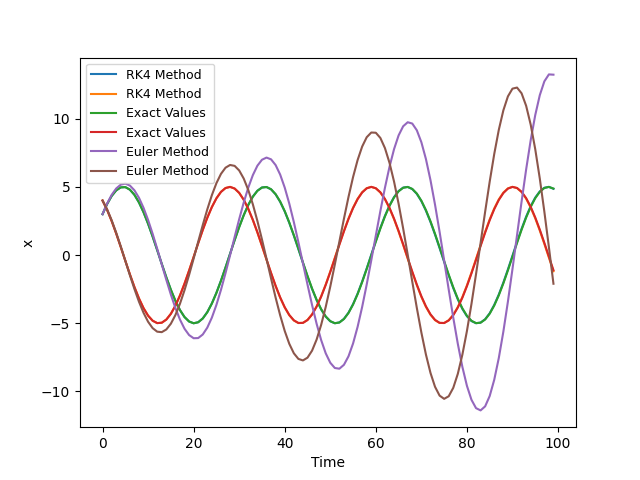 RK4 Method
RK4 Method
Exact Values
Exact Values
Euler Method
Euler Method
10
5
0
−5
−10
x
0 20 40 60 80 100
Time